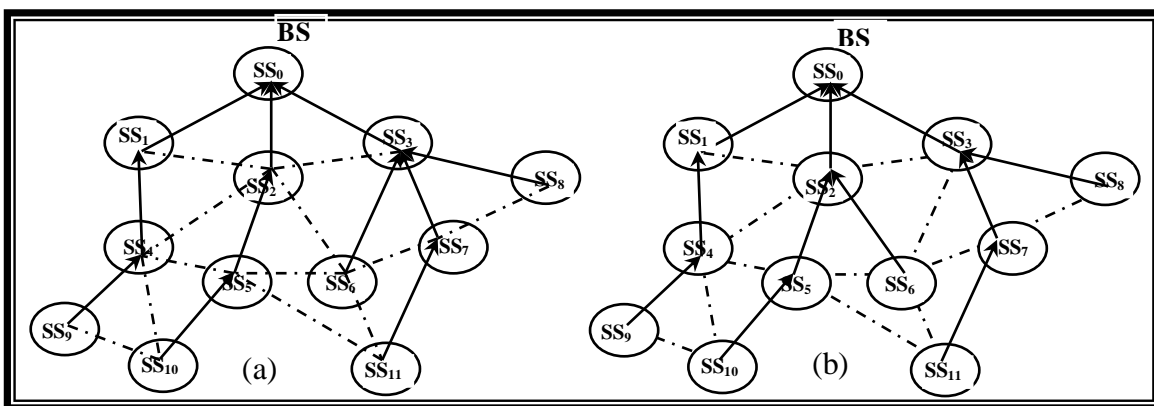 BS
SS₀
SS₁
SS₃
SS₂
SS₈
SS₄
SS₇
SS₅
SS₆
SS₉
SS₁₀
(a)
SS₁₁
BS
SS₀
SS₁
SS₃
SS₂
SS₈
SS₄
SS₇
SS₅
SS₆
SS₉
SS₁₀
(b)
SS₁₁